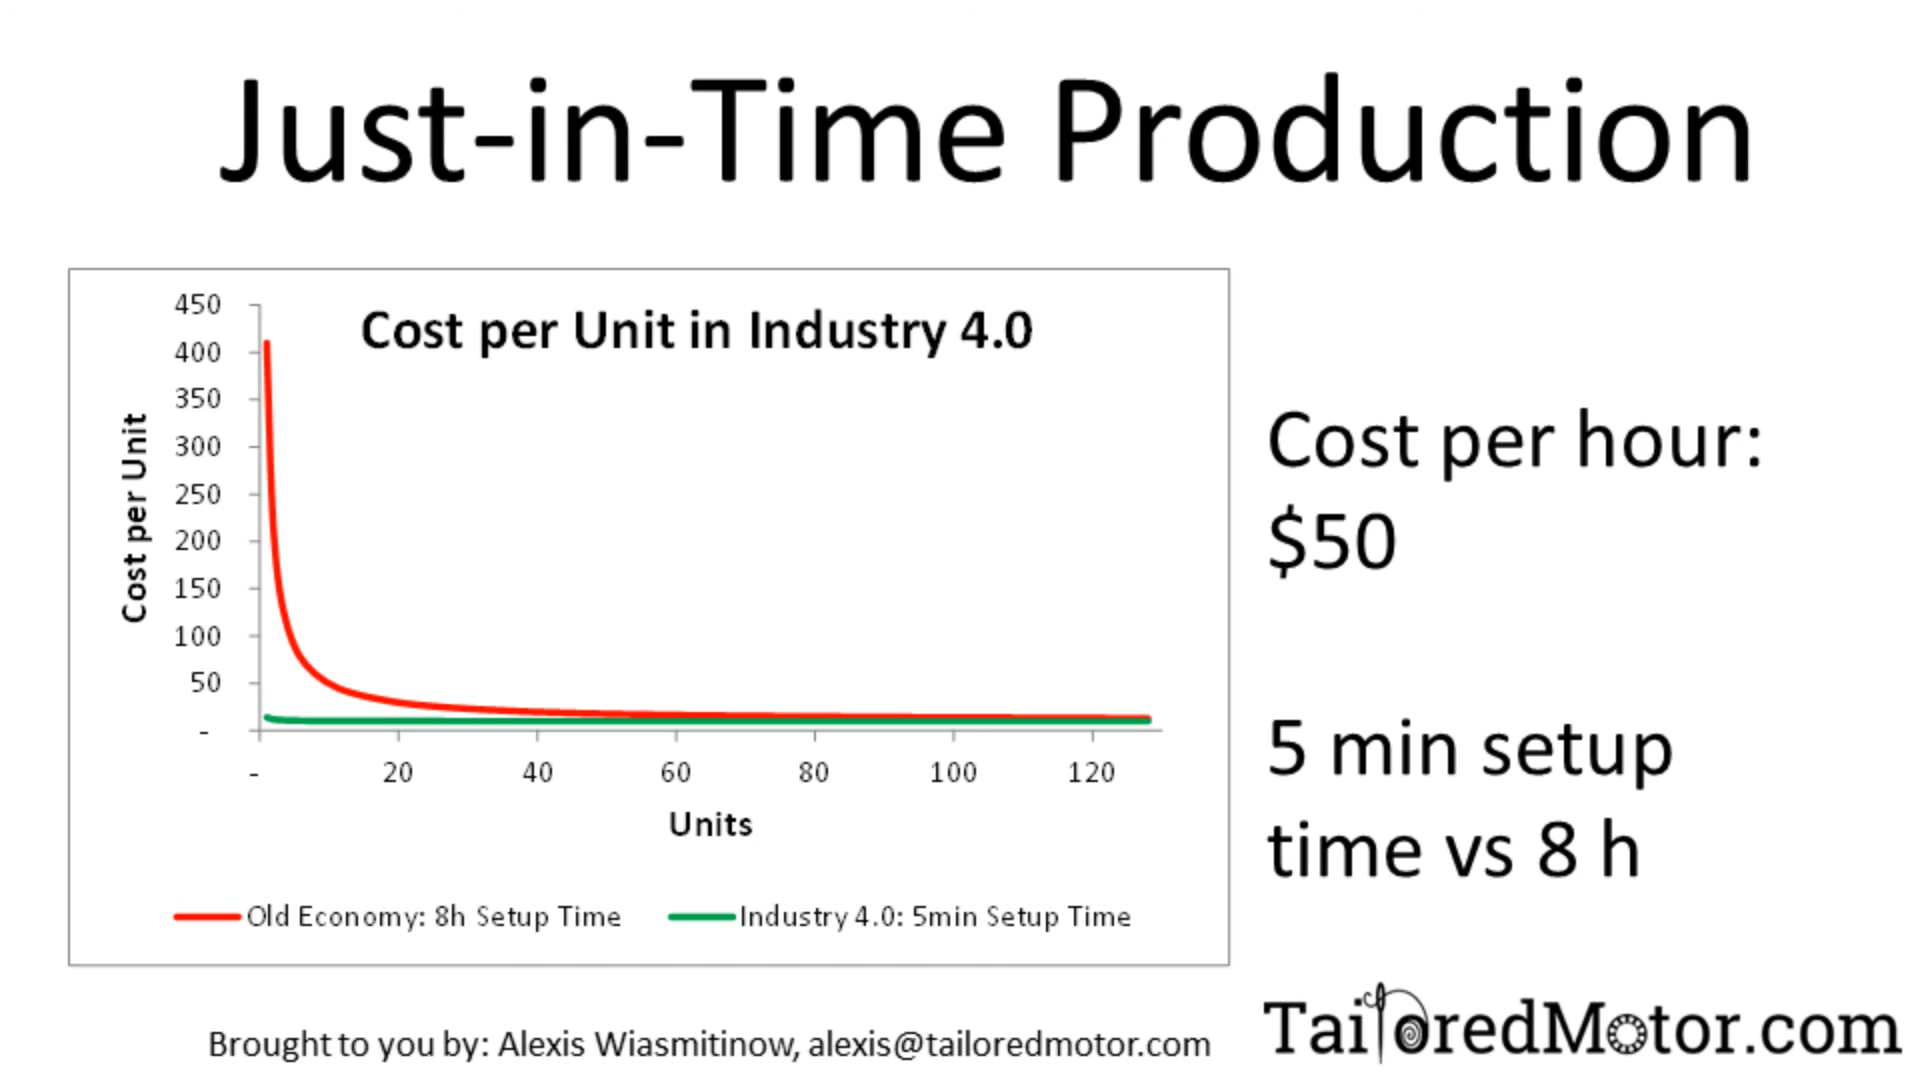 Just-in-Time Production
Cost per Unit in Industry 4.0
450
400
350
300
250
200
150
100
50
-
Cost per Unit
-
20
40
60
80
100
120
Units
Old Economy: 8h Setup Time
Industry 4.0: 5min Setup Time
Cost per hour:
$50
5 min setup
time vs 8 h
Brought to you by: Alexis Wiasmitinow, alexis@tailoredmotor.com
TailoredMotor.com